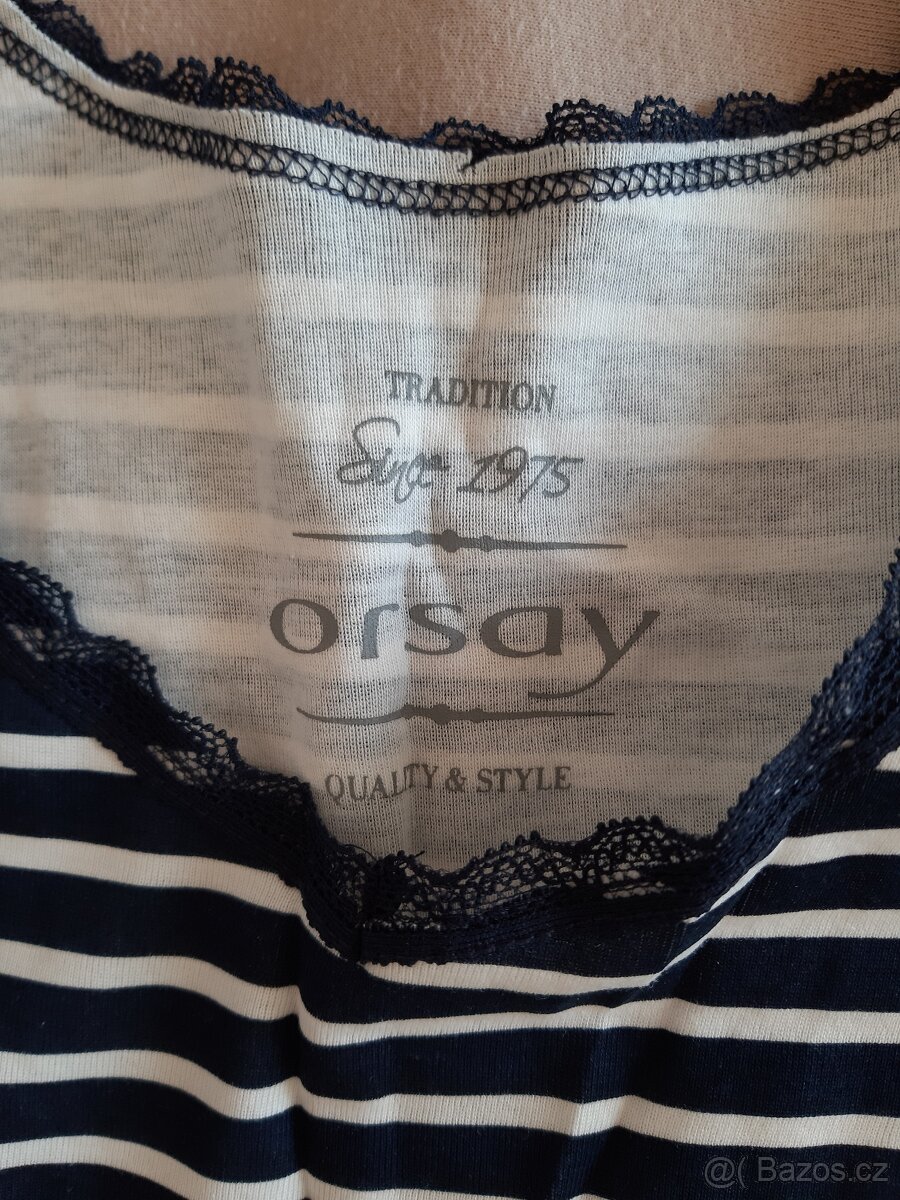 TRADITION
Since 1975
orsay
QUALITY & STYLE
@( Bazos.cz